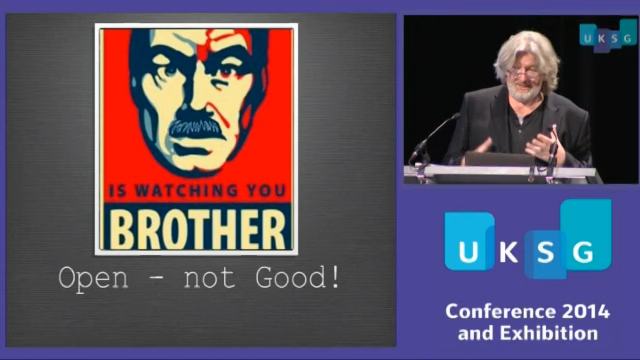 IS WATCHING YOU
BROTHER
Open - not Good!
UKSG
UKSG
Conference 2014
and Exhibition